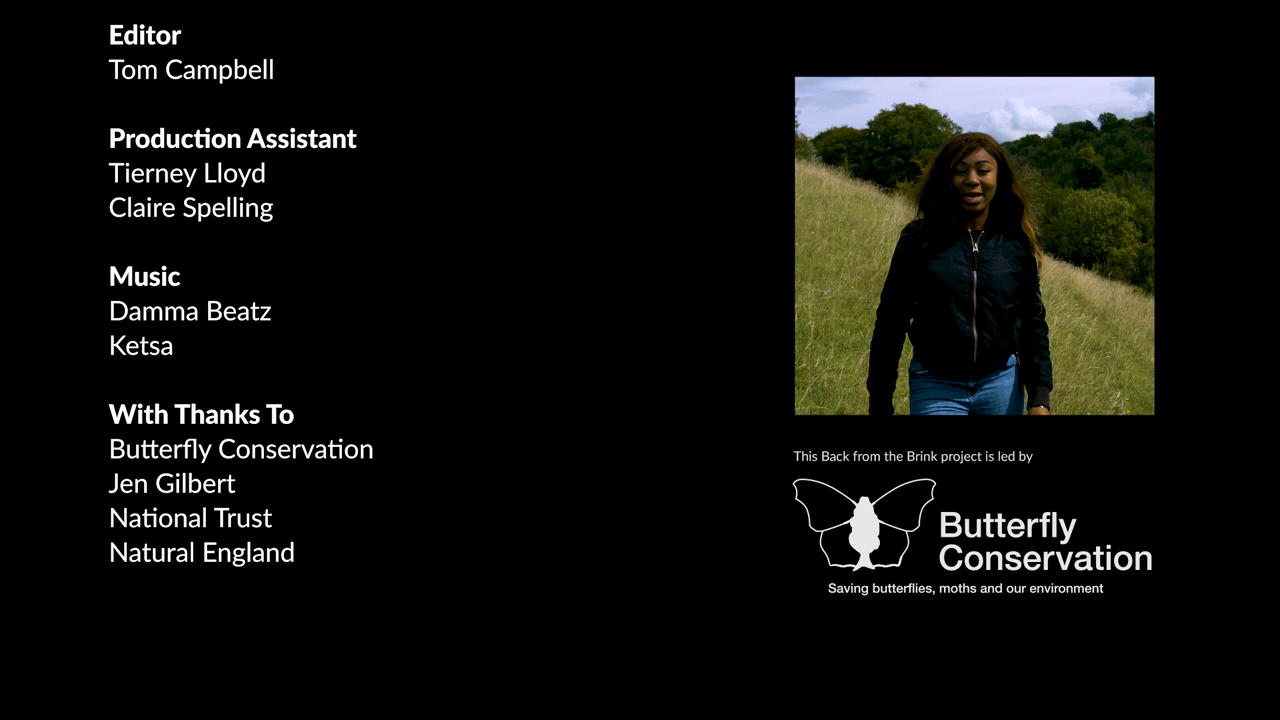 Editor
Tom Campbell
Production Assistant
Tierney Lloyd
Claire Spelling
Music
Damma Beatz
Ketsa
With Thanks To
Butterfly Conservation
Jen Gilbert
National Trust
Natural England
This Back from the Brink project is led by
Butterfly
Conservation
Saving butterflies, moths and our environment